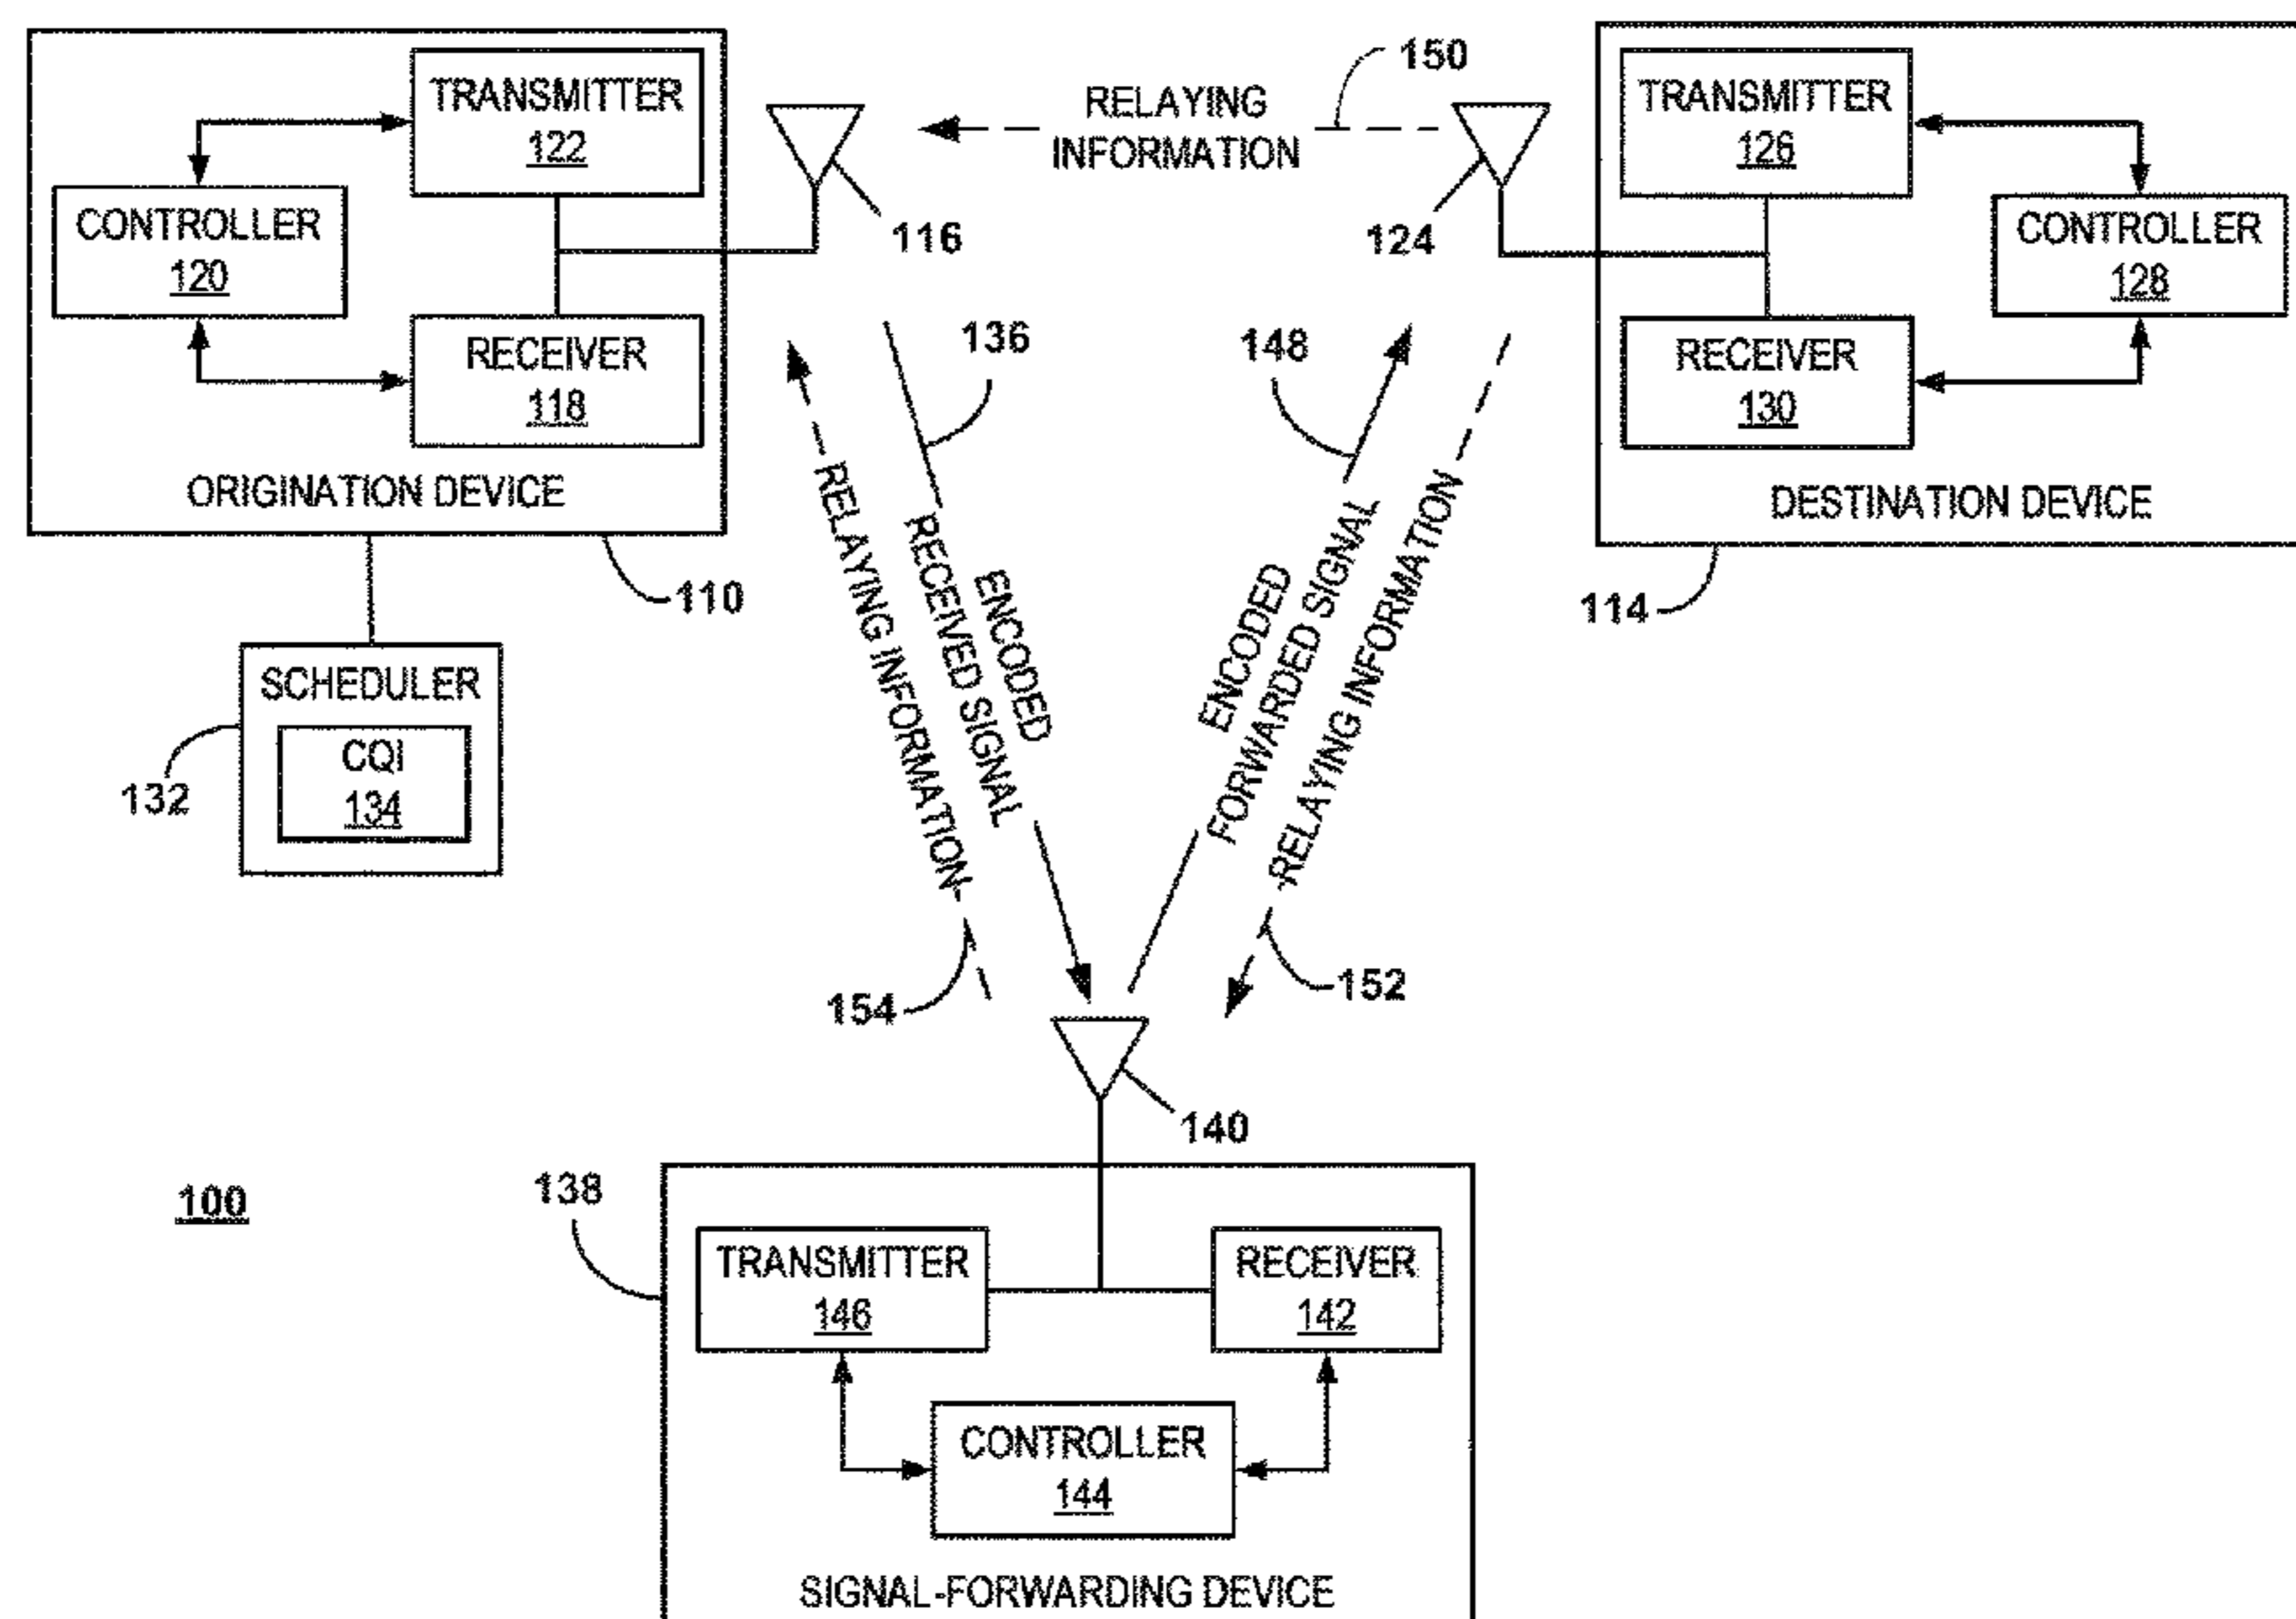 TRANSMITTER
122
CONTROLLER
120
RECEIVER
118
ORIGINATION DEVICE
110
116
RELAYING
INFORMATION
150
124
TRANSMITTER
126
CONTROLLER
128
RECEIVER
130
DESTINATION DEVICE
114
SCHEDULER
CQI
134
132
136
148
RELAYING INFORMATION
ENCODED
RECEIVED SIGNAL
ENCODED
FORWARDED SIGNAL
RELAYING INFORMATION
154
152
140
100
138
TRANSMITTER
146
RECEIVER
142
CONTROLLER
144
SIGNAL-FORWARDING DEVICE